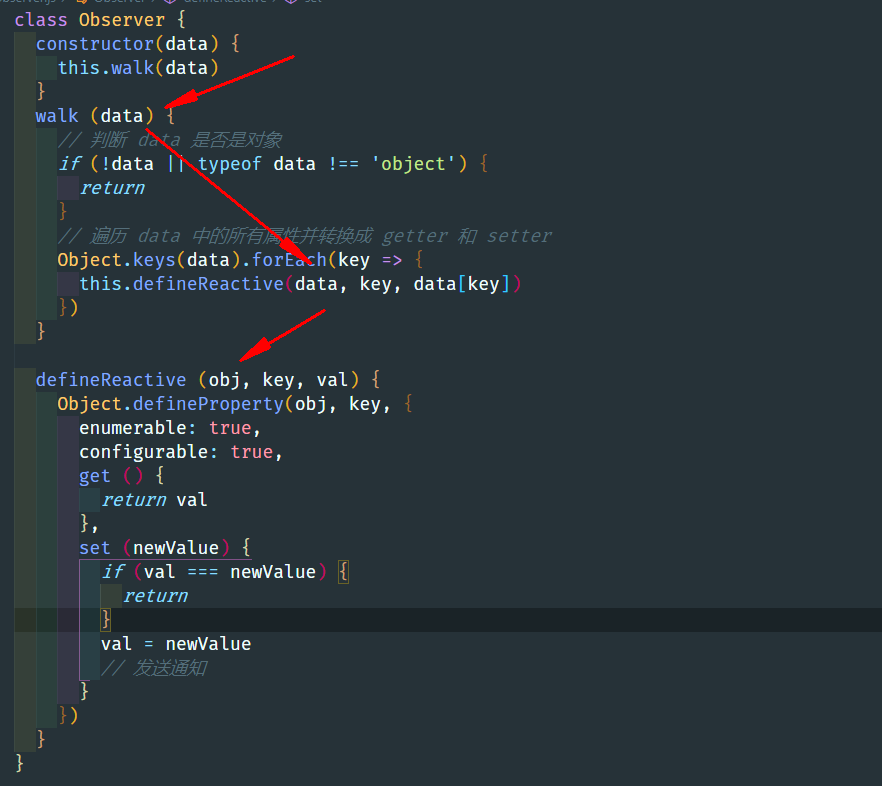 class Observer {
constructor(data) {
this.walk(data)
}
walk (data) {
// 判断 data 是否是对象
if (!data || typeof data !== 'object') {
return
}
// 遍历 data 中的所有属性并转换成 getter 和 setter
Object.keys(data).forEach(key => {
this.defineReactive(data, key, data[key])
})
}
defineReactive (obj, key, val) {
Object.defineProperty(obj, key, {
enumerable: true,
configurable: true,
get () {
return val
},
set (newValue) {
if (val === newValue) {
return
}
val = newValue
// 发送通知
}
})
}
}